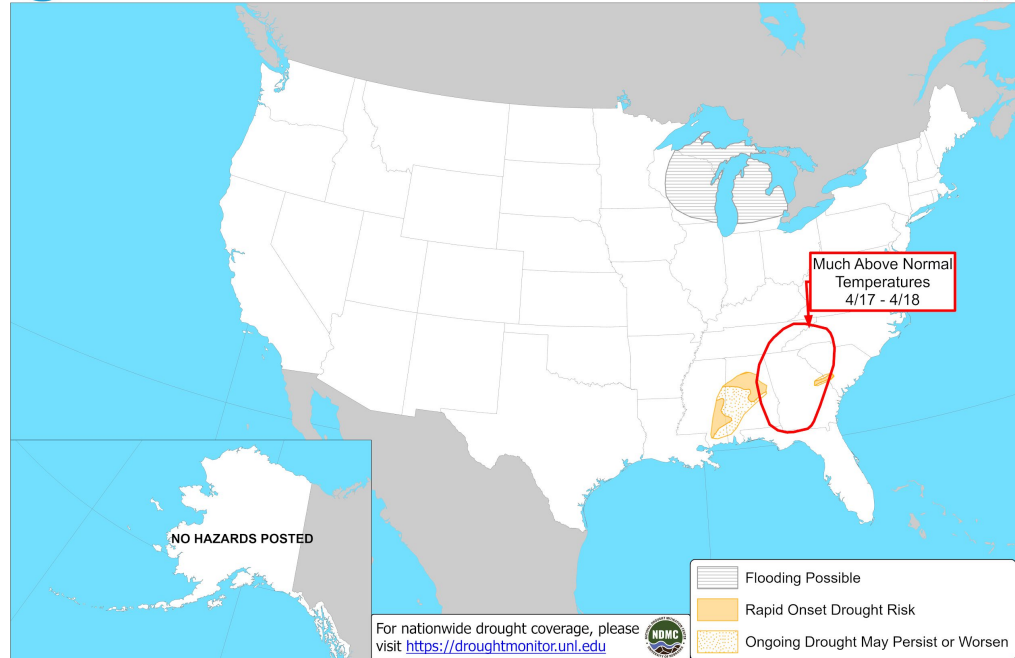 Much Above Normal
Temperatures
4/17 - 4/18
NO HAZARDS POSTED
For nationwide drought coverage, please
visit https://droughtmonitor.unl.edu
NDMC
Flooding Possible
Rapid Onset Drought Risk
Ongoing Drought May Persist or Worsen